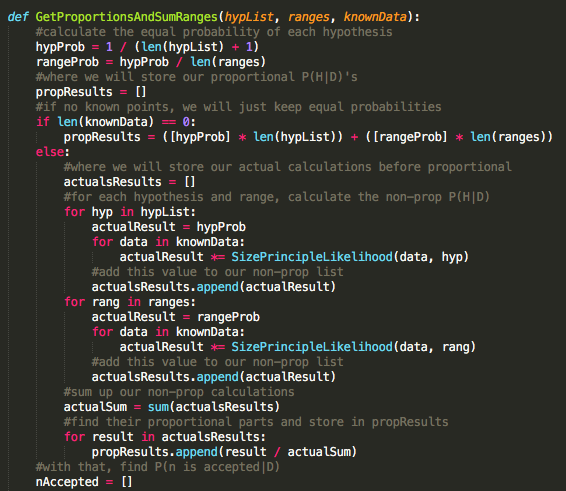 def GetProportionsAndSumRanges(hypList, ranges, knownData):
    #calculate the equal probability of each hypothesis
    hypProb = 1 / (len(hypList) + 1)
    rangeProb = hypProb / len(ranges)
    #where we will store our proportional P(H|D)'s
    propResults = []
    #if no known points, we will just keep equal probabilities
    if len(knownData) == 0:
        propResults = ([hypProb] * len(hypList)) + ([rangeProb] * len(ranges))
    else:
        #where we will store our actual calculations before proportional
        actualsResults = []
        #for each hypothesis and range, calculate the non-prop P(H|D)
        for hyp in hypList:
            actualResult = hypProb
            for data in knownData:
                actualResult *= SizePrincipleLikelihood(data, hyp)
            #add this value to our non-prop list
            actualsResults.append(actualResult)
        for rang in ranges:
            actualResult = rangeProb
            for data in knownData:
                actualResult *= SizePrincipleLikelihood(data, rang)
            #add this value to our non-prop list
            actualsResults.append(actualResult)
        #sum up our non-prop calculations
        actualSum = sum(actualsResults)
        #find their proportional parts and store in propResults
        for result in actualsResults:
            propResults.append(result / actualSum)
    #with that, find P(n is accepted|D)
    nAccepted = []